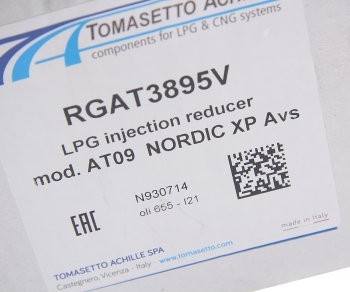 TOMASETTO ACHILLE
components for LPG & CNG systems
RGAT3895V
LPG injection reducer
mod. AT09 NORDIC XP Avs
N930714
oli 655 - I21
EAC
made in Italy
TOMASETTO ACHILLE SPA
Castegnero, Vicenza - Italy - www.tomasetto.com